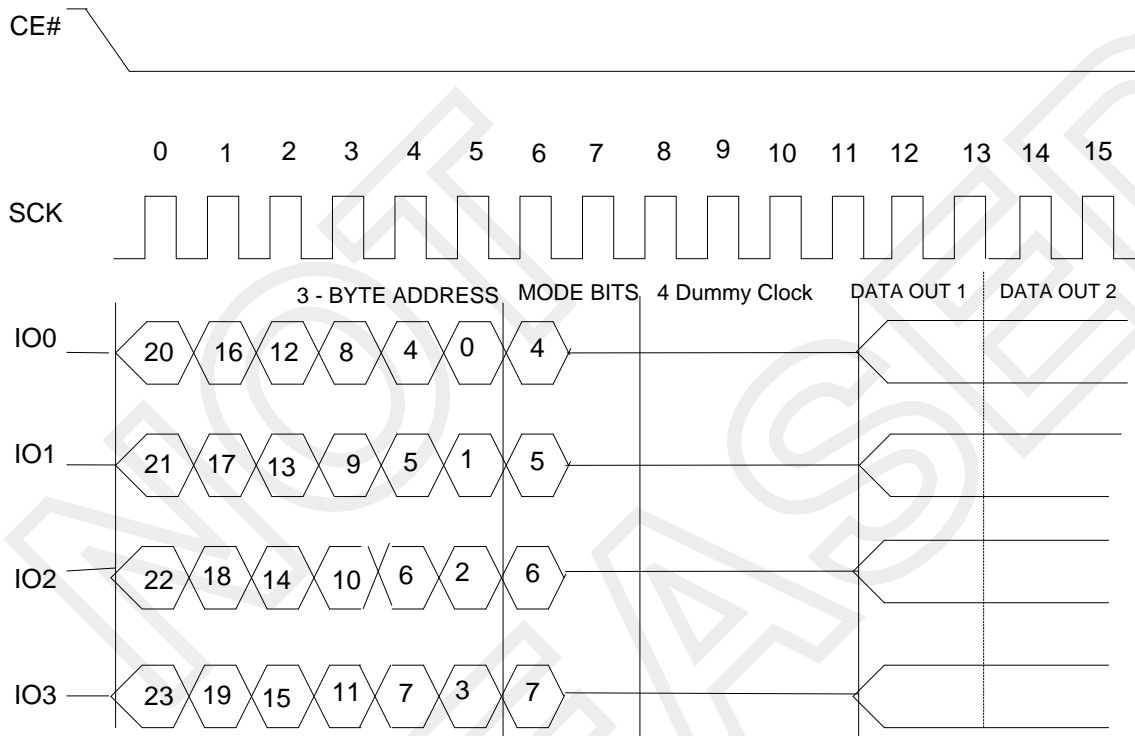 CE#
0 1 2 3 4 5 6 7 8 9 10 11 12 13 14 15
SCK
3 - BYTE ADDRESS MODE BITS 4 Dummy Clock DATA OUT 1 DATA OUT 2
IO0 20 16 12 8 4 0 4
IO1 21 17 13 9 5 1 5
IO2 22 18 14 10 6 2 6
IO3 23 19 15 11 7 3 7